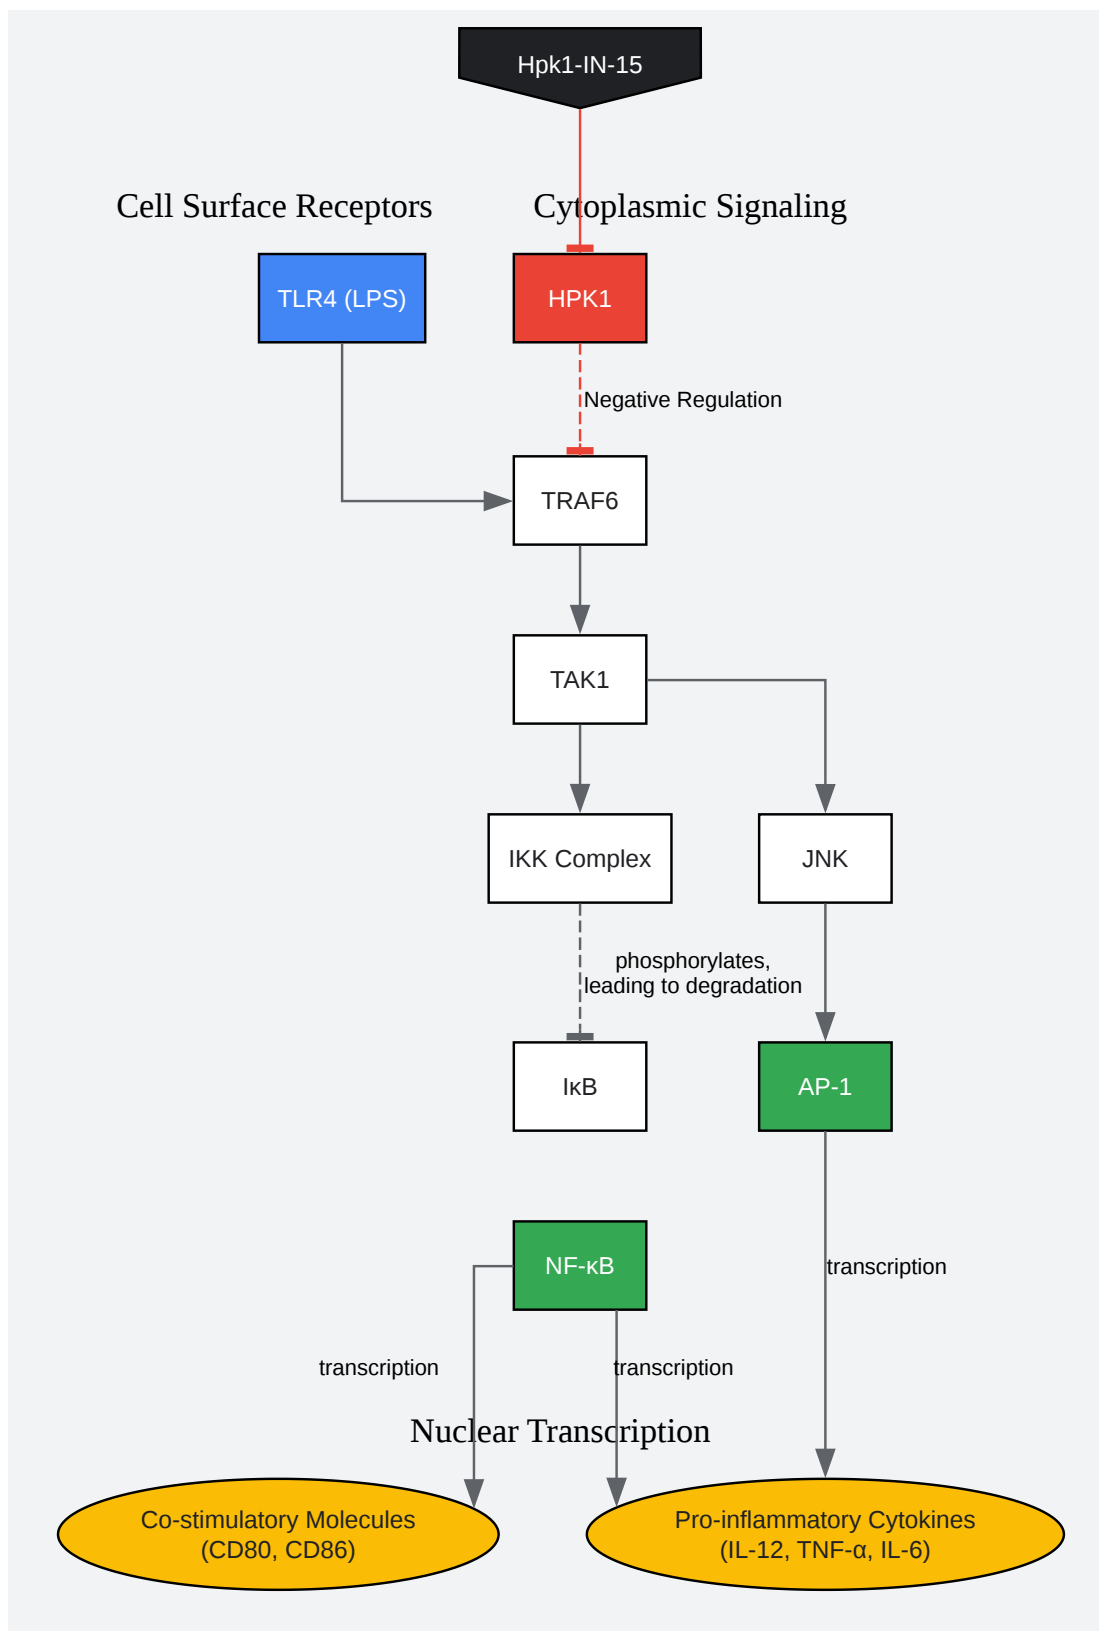 Hpk1-IN-15
Cell Surface Receptors
Cytoplasmic Signaling
TLR4 (LPS)
HPK1
Negative Regulation
TRAF6
TAK1
IKK Complex
JNK
phosphorylates,
leading to degradation
IκB
AP-1
NF-κB
transcription
transcription
transcription
Nuclear Transcription
Co-stimulatory Molecules
(CD80, CD86)
Pro-inflammatory Cytokines
(IL-12, TNF-α, IL-6)